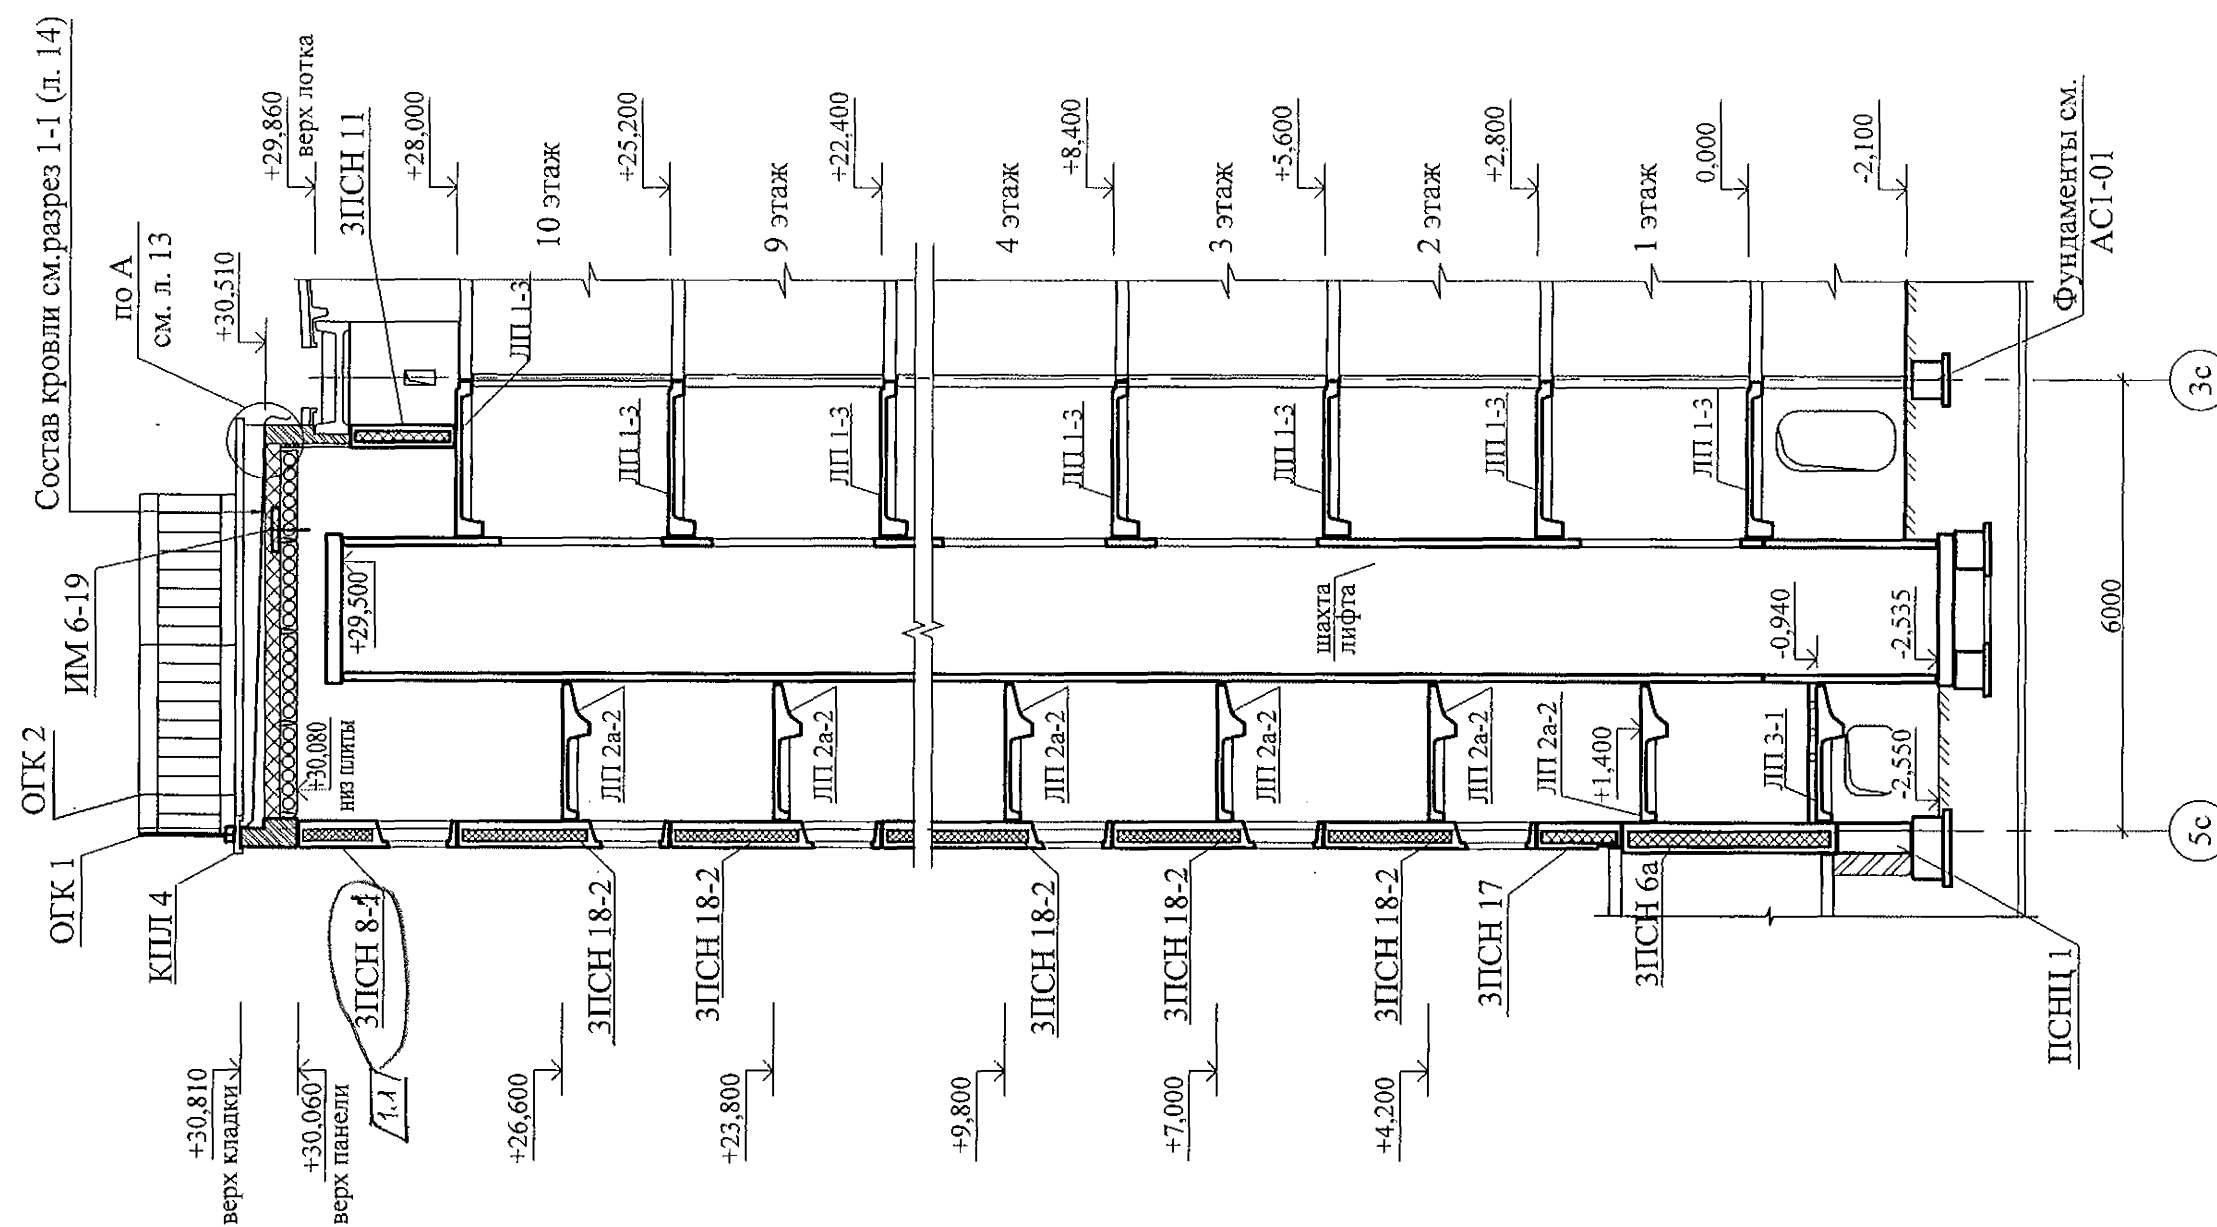 Состав кровли см.разрез 1-1 (л. 14)
по А
см. л. 13
+30,510
+29,860
верх лотка
3ПСН 11
+28,000
10 этаж
+25,200
9 этаж
+22,400
4 этаж
+8,400
3 этаж
+5,600
2 этаж
+2,800
1 этаж
0,000
-2,100
Фундаменты см.
АС1-01
ЛП 1-3
ЛП 1-3
ЛП 1-3
ЛП 1-3
ЛП 1-3
ЛП 1-3
ЛП 1-3
3с
ИМ 6-19
+29,500
шахта
лифта
-0,940
-2,535
6000
ОГК 2
ОГК 1
КПЛ 4
+30,080
низ плиты
ЛП 2а-2
ЛП 2а-2
ЛП 2а-2
ЛП 2а-2
ЛП 2а-2
ЛП 2а-2
+1,400
ЛП 3-1
-2,550
5с
3ПСН 8-1
1.1
3ПСН 18-2
3ПСН 18-2
3ПСН 18-2
3ПСН 18-2
3ПСН 18-2
3ПСН 17
3ПСН 6а
ПСНЦ 1
+30,810
верх кладки
+30,060
верх панели
+26,600
+23,800
+9,800
+7,000
+4,200